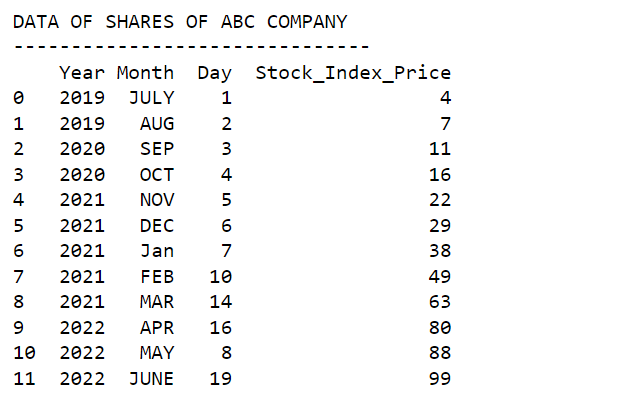 DATA OF SHARES OF ABC COMPANY
-------------------------------
    Year Month  Day  Stock_Index_Price
0   2019  JULY    1                  4
1   2019   AUG    2                  7
2   2020   SEP    3                 11
3   2020   OCT    4                 16
4   2021   NOV    5                 22
5   2021   DEC    6                 29
6   2021   Jan    7                 38
7   2021   FEB   10                 49
8   2021   MAR   14                 63
9   2022   APR   16                 80
10  2022   MAY    8                 88
11  2022  JUNE   19                 99